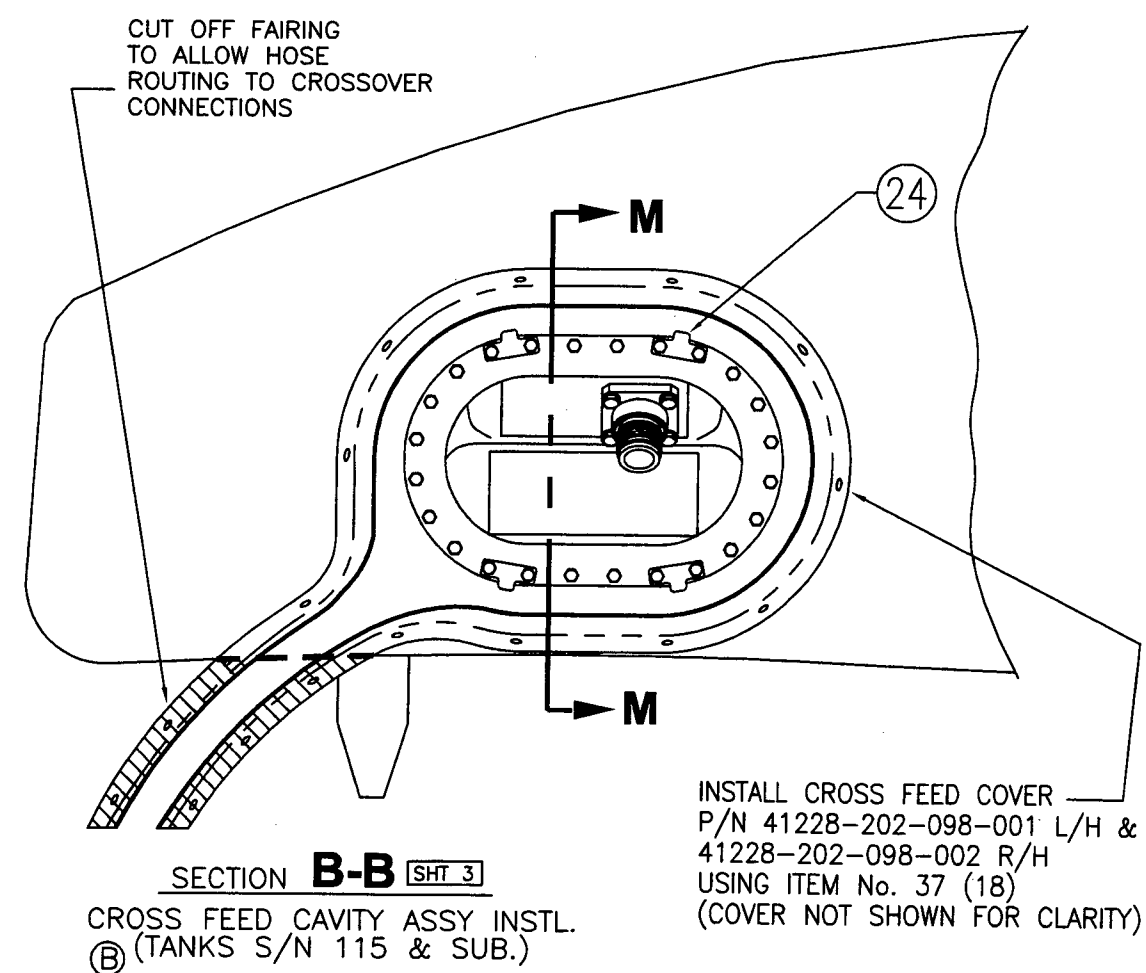 CUT OFF FAIRING
TO ALLOW HOSE
ROUTING TO CROSSOVER
CONNECTIONS
24
M
M
INSTALL CROSS FEED COVER
P/N 41228-202-098-001 L/H &
41228-202-098-002 R/H
USING ITEM No. 37 (18)
(COVER NOT SHOWN FOR CLARITY)
SECTION B-B SHT 3
CROSS FEED CAVITY ASSY INSTL.
B (TANKS S/N 115 & SUB.)